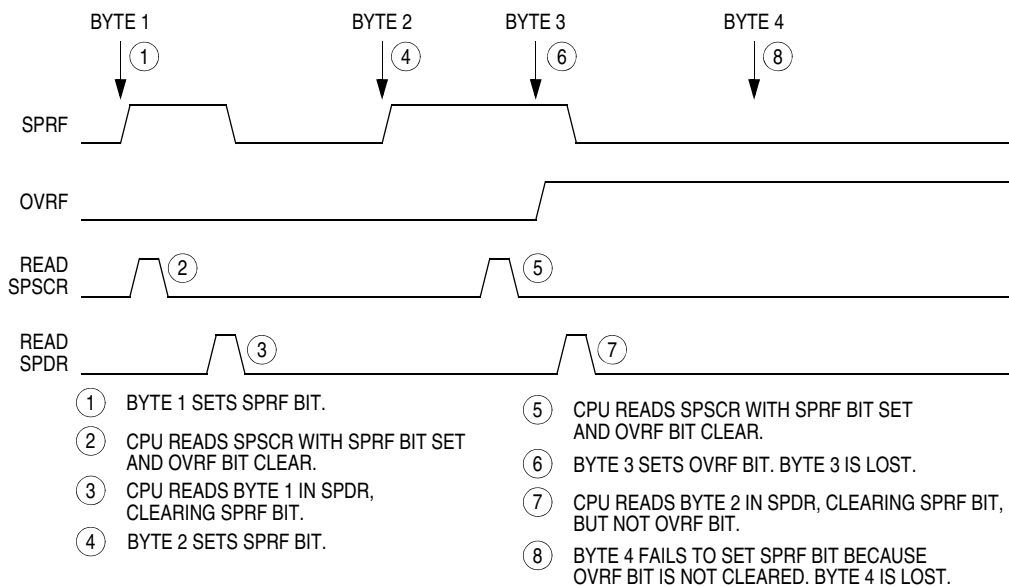 BYTE 1 BYTE 2 BYTE 3 BYTE 4
1 4 6 8
SPRF
OVRF
READ
SPSCR
2 5
READ
SPDR
3 7
1 BYTE 1 SETS SPRF BIT.
2 CPU READS SPSCR WITH SPRF BIT SET
AND OVRF BIT CLEAR.
3 CPU READS BYTE 1 IN SPDR,
CLEARING SPRF BIT.
4 BYTE 2 SETS SPRF BIT.
5 CPU READS SPSCR WITH SPRF BIT SET
AND OVRF BIT CLEAR.
6 BYTE 3 SETS OVRF BIT. BYTE 3 IS LOST.
7 CPU READS BYTE 2 IN SPDR, CLEARING SPRF BIT,
BUT NOT OVRF BIT.
8 BYTE 4 FAILS TO SET SPRF BIT BECAUSE
OVRF BIT IS NOT CLEARED. BYTE 4 IS LOST.